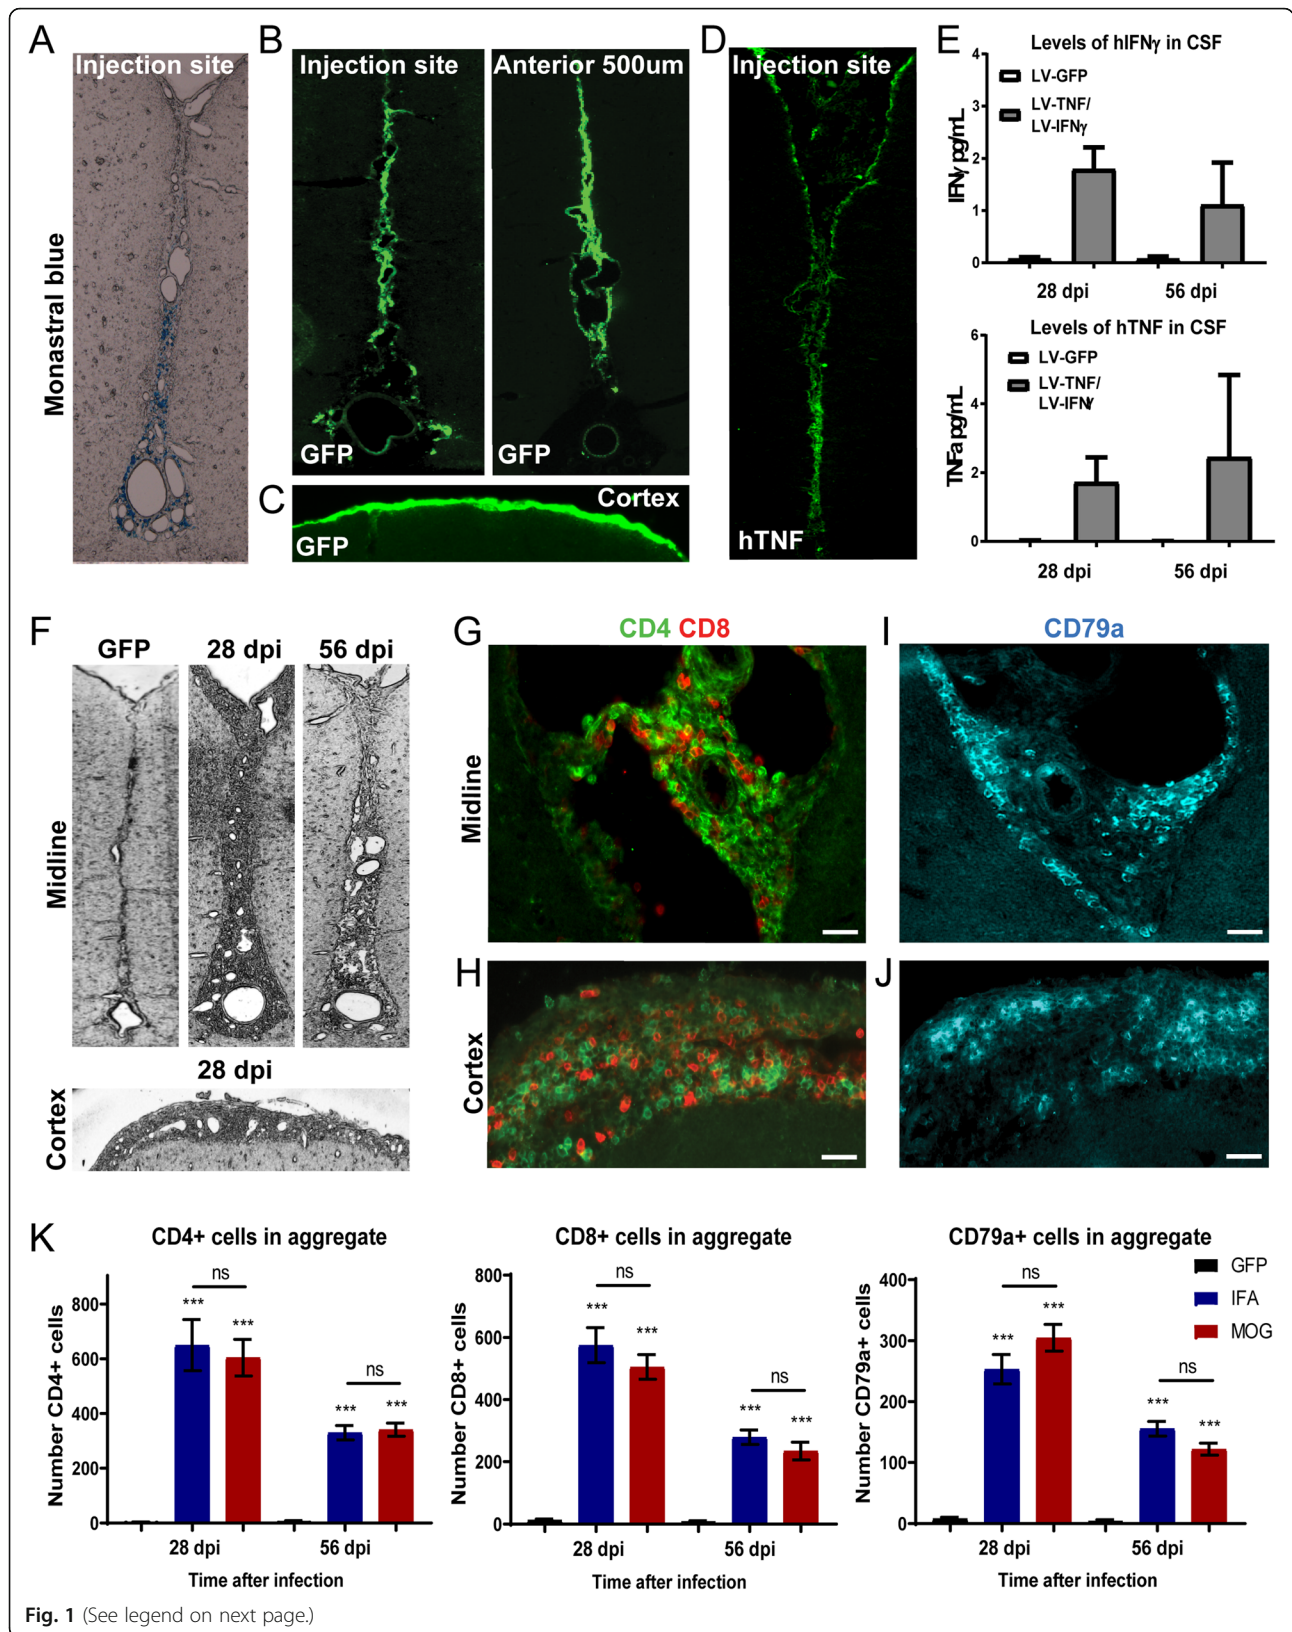 A
Injection site
Monastral blue
B
Injection site
GFP
Anterior 500um
GFP
C
Cortex
GFP
D
Injection site
hTNF
E
Levels of hIFNγ in CSF
LV-GFP
LV-TNF/
LV-IFNγ
IFNγ pg/mL
4
3
2
1
0
28 dpi
56 dpi
Levels of hTNF in CSF
LV-GFP
LV-TNF/
LV-IFNγ
TNFa pg/mL
6
4
2
0
28 dpi
56 dpi
F
GFP
28 dpi
56 dpi
Midline
28 dpi
Cortex
G
CD4 CD8
Midline
H
Cortex
I
CD79a
J
K
CD4+ cells in aggregate
Number CD4+ cells
800
600
400
200
0
ns
***
***
ns
***
***
28 dpi
56 dpi
Time after infection
CD8+ cells in aggregate
Number CD8+ cells
800
600
400
200
0
ns
***
***
ns
***
***
28 dpi
56 dpi
Time after infection
CD79a+ cells in aggregate
Number CD79a+ cells
400
300
200
100
0
ns
***
***
ns
***
***
28 dpi
56 dpi
Time after infection
GFP
IFA
MOG
Fig. 1 (See legend on next page.)